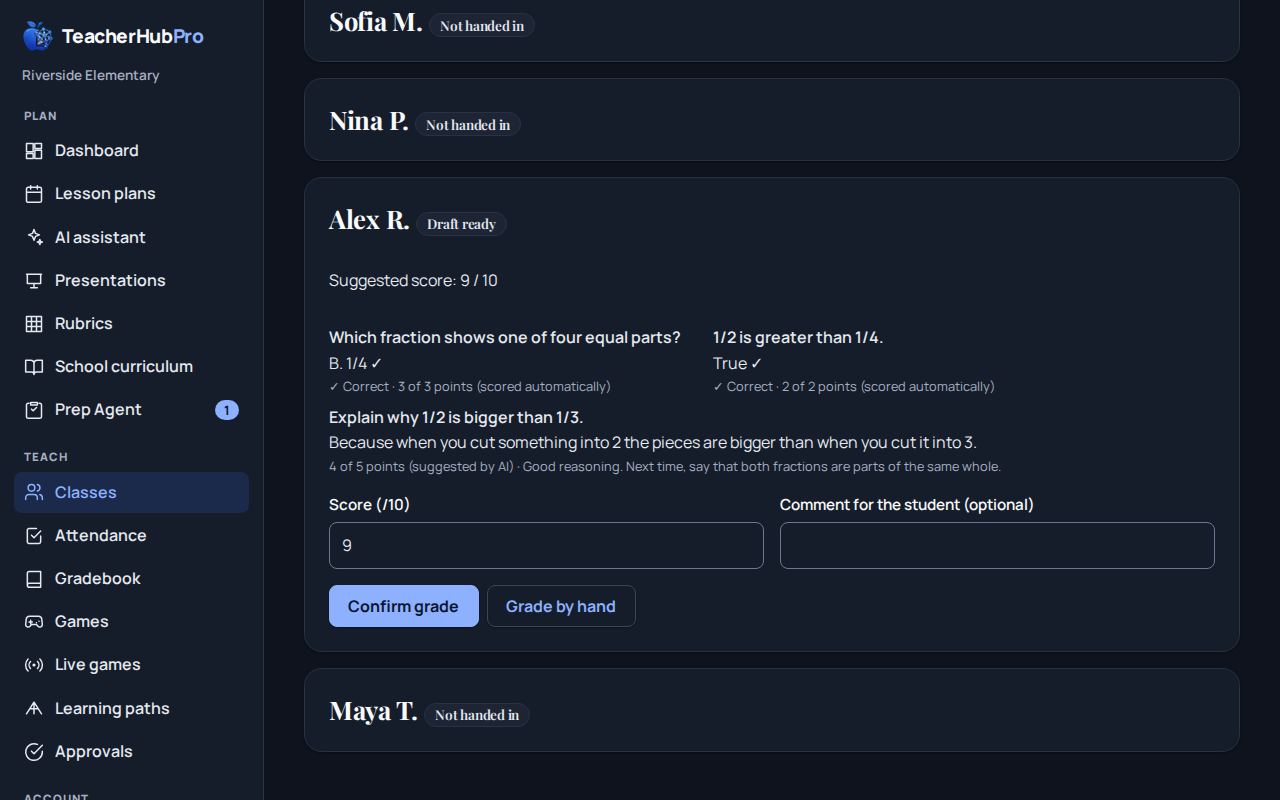 TeacherHubPro
Riverside Elementary
PLAN
Dashboard
Lesson plans
AI assistant
Presentations
Rubrics
School curriculum
Prep Agent 1
TEACH
Classes
Attendance
Gradebook
Games
Live games
Learning paths
Approvals
ACCOUNT
Sofia M. Not handed in
Nina P. Not handed in
Alex R. Draft ready
Suggested score: 9 / 10
Which fraction shows one of four equal parts?
B. 1/4 ✓
✓ Correct · 3 of 3 points (scored automatically)
1/2 is greater than 1/4.
True ✓
✓ Correct · 2 of 2 points (scored automatically)
Explain why 1/2 is bigger than 1/3.
Because when you cut something into 2 the pieces are bigger than when you cut it into 3.
4 of 5 points (suggested by AI) · Good reasoning. Next time, say that both fractions are parts of the same whole.
Score (/10)
9
Comment for the student (optional)
Confirm grade
Grade by hand
Maya T. Not handed in